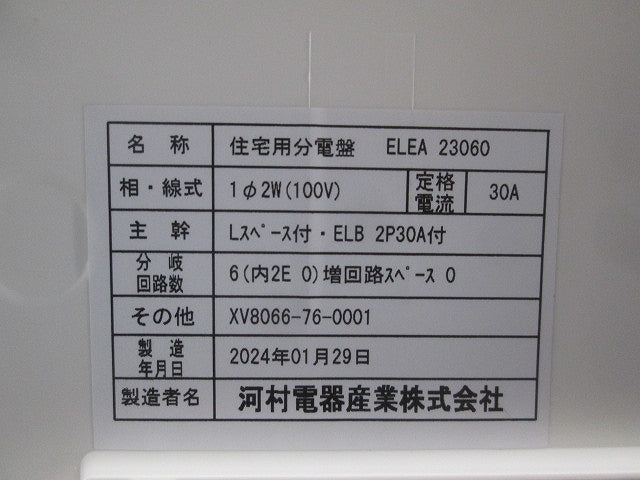 名 称 住宅用分電盤 ELEA 23060
相・線式 1φ2W(100V) 定格電流 30A
主 幹 Lｽﾍﾟｰｽ付・ELB 2P30A付
分 岐回路数 6(内2E 0)増回路ｽﾍﾟｰｽ 0
その他 XV8066-76-0001
製 造年月日 2024年01月29日
製造者名 河村電器産業株式会社